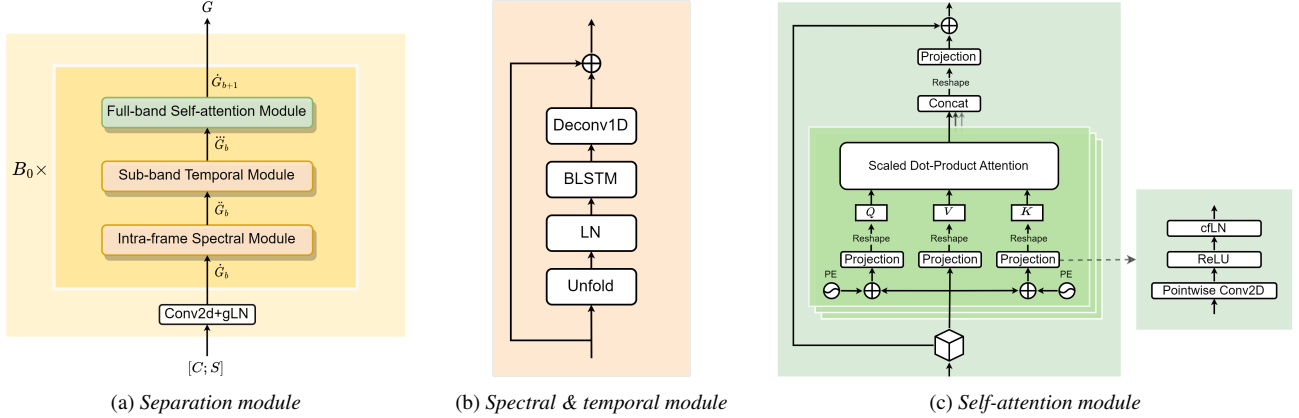 G
Ġ_{b+1}
Full-band Self-attention Module
G⃛_b
B₀×
Sub-band Temporal Module
G̈_b
Intra-frame Spectral Module
Ġ_b
Conv2d+gLN
[C; S]
(a) Separation module
Deconv1D
BLSTM
LN
Unfold
(b) Spectral & temporal module
Projection
Reshape
Concat
Scaled Dot-Product Attention
Q V K
Reshape Reshape Reshape
Projection Projection Projection
PE PE
cfLN
ReLU
Pointwise Conv2D
(c) Self-attention module